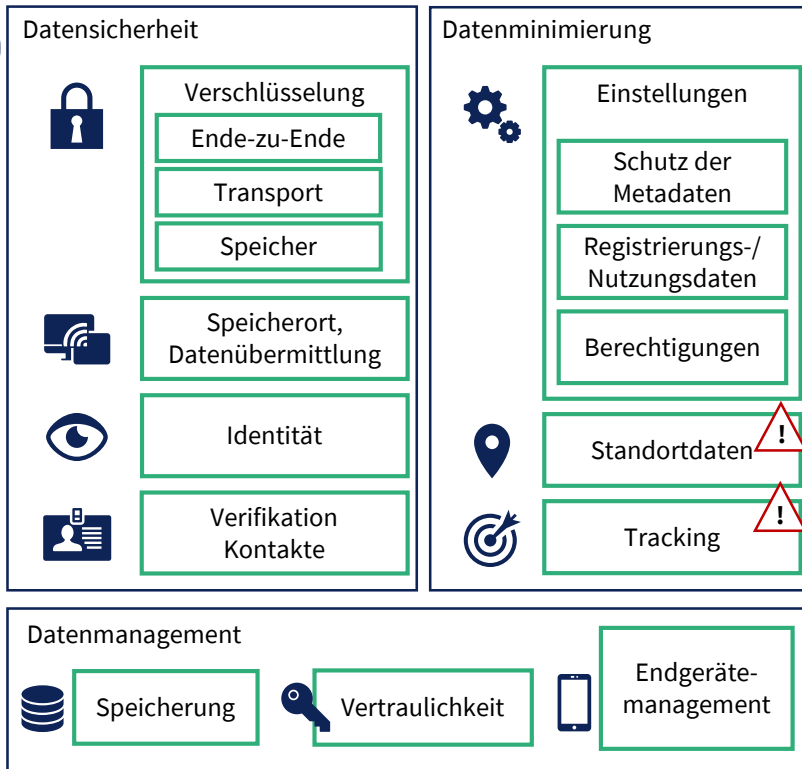 Datensicherheit
Verschlüsselung
Ende-zu-Ende
Transport
Speicher
Speicherort,
Datenübermittlung
Identität
Verifikation
Kontakte
Datenminimierung
Einstellungen
Schutz der
Metadaten
Registrierungs-/
Nutzungsdaten
Berechtigungen
Standortdaten
!
Tracking
!
Datenmanagement
Speicherung
Vertraulichkeit
Endgeräte-
management